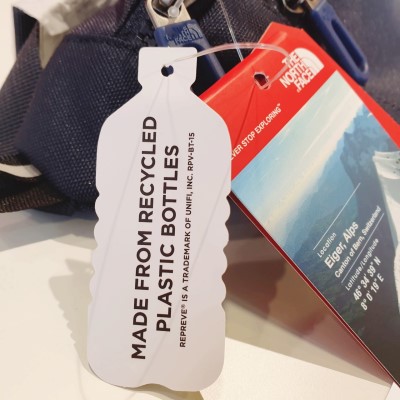 MADE FROM RECYCLED
PLASTIC BOTTLES
REPREVE® IS A TRADEMARK OF UNIFI, INC. RPV-BT-15
THE
NORTH
FACE
NEVER STOP EXPLORING™
Location
Eiger, Alps
Canton of Bern, Switzerland
Latitude/Longitude
46° 34' 39" N
8° 0' 19" E